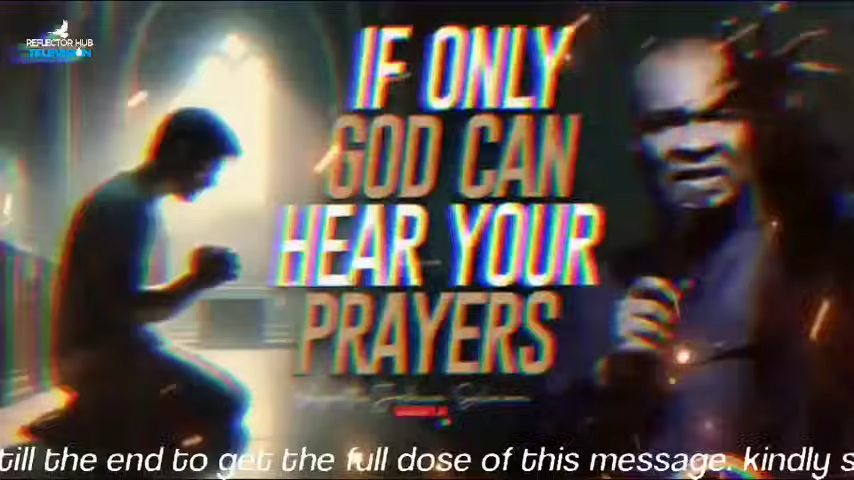 REFLECTOR HUB
TELEVISION
IF ONLY
GOD CAN
HEAR YOUR
PRAYERS
till the end to get the full dose of this message. kindly s